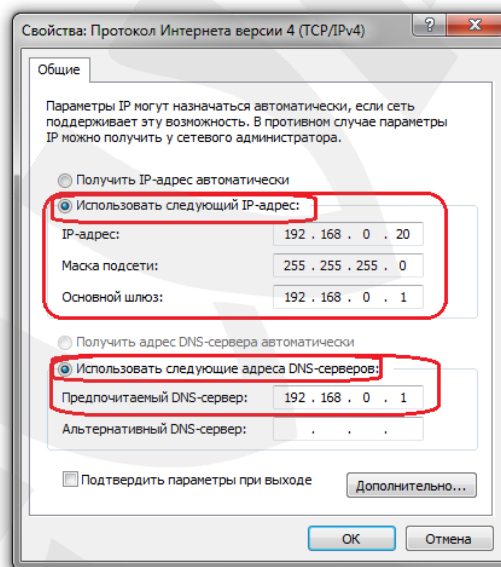 Свойства: Протокол Интернета версии 4 (TCP/IPv4)
?
Общие
Параметры IP могут назначаться автоматически, если сеть
поддерживает эту возможность. В противном случае параметры
IP можно получить у сетевого администратора.
Получить IP-адрес автоматически
Использовать следующий IP-адрес:
IP-адрес: 192 . 168 . 0 . 20
Маска подсети: 255 . 255 . 255 . 0
Основной шлюз: 192 . 168 . 0 . 1
Получить адрес DNS-сервера автоматически
Использовать следующие адреса DNS-серверов:
Предпочитаемый DNS-сервер: 192 . 168 . 0 . 1
Альтернативный DNS-сервер: . . .
Подтвердить параметры при выходе
Дополнительно...
OK Отмена